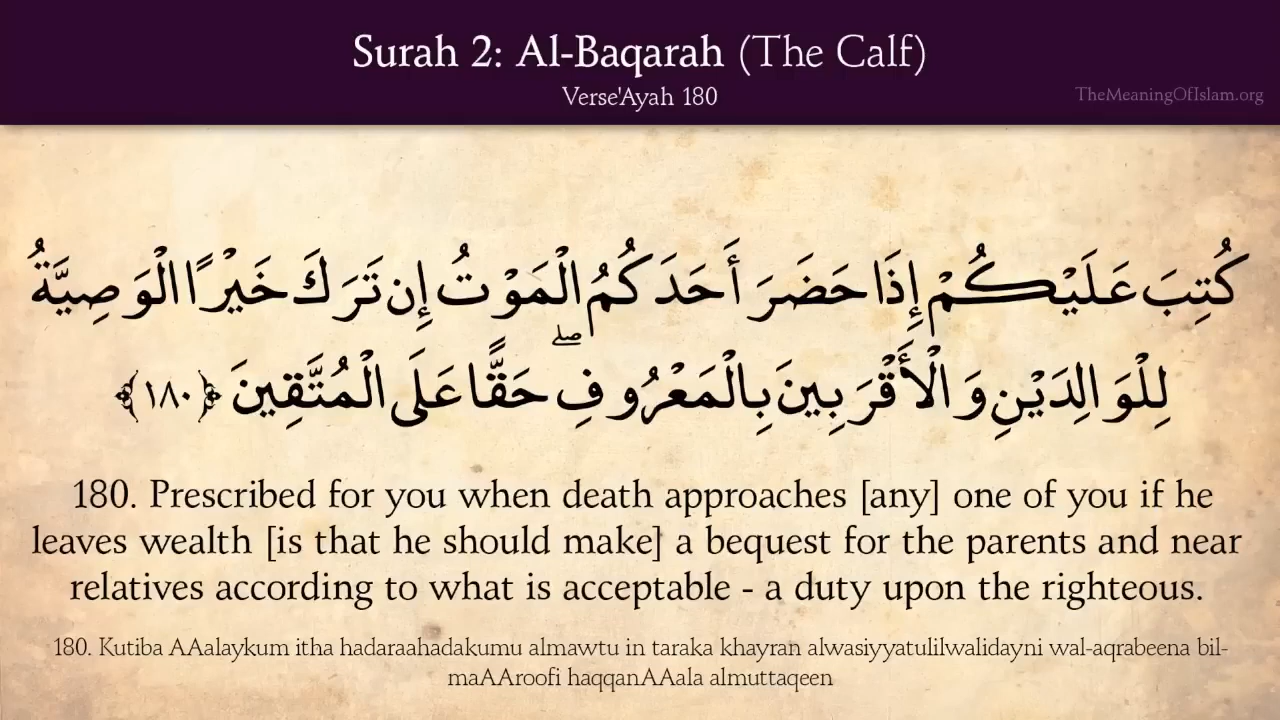 Surah 2: Al-Baqarah (The Calf)
Verse'Ayah 180
TheMeaningOfIslam.org
كُتِبَ عَلَيْكُمْ إِذَا حَضَرَ أَحَدَكُمُ الْمَوْتُ إِن تَرَكَ خَيْرًا الْوَصِيَّةُ
لِلْوَالِدَيْنِ وَالْأَقْرَبِينَ بِالْمَعْرُوفِ ۖ حَقًّا عَلَى الْمُتَّقِينَ ﴿١٨٠﴾
180. Prescribed for you when death approaches [any] one of you if he
leaves wealth [is that he should make] a bequest for the parents and near
relatives according to what is acceptable - a duty upon the righteous.
180. Kutiba AAalaykum itha hadaraahadakumu almawtu in taraka khayran alwasiyyatulilwalidayni wal-aqrabeena bil-
maAAroofi haqqanAAala almuttaqeen